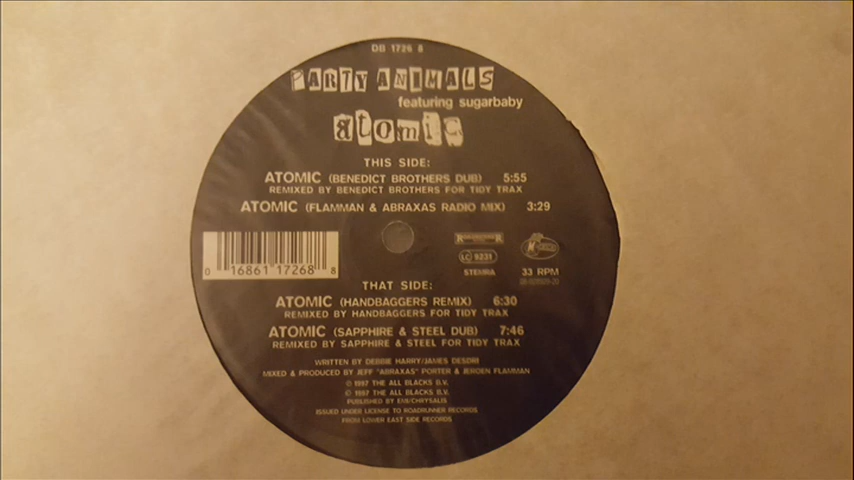 DB 1726 8
PARTY ANIMALS
featuring sugarbaby
atomic
THIS SIDE:
ATOMIC (BENEDICT BROTHERS DUB) 5:55
REMIXED BY BENEDICT BROTHERS FOR TIDY TRAX
ATOMIC (FLAMMAN & ABRAXAS RADIO MIX) 3:29
0 16861 17268 8
ROADRUNNER
LC 9231
STEMRA 33 RPM
THAT SIDE:
ATOMIC (HANDBAGGERS REMIX) 6:30
REMIXED BY HANDBAGGERS FOR TIDY TRAX
ATOMIC (SAPPHIRE & STEEL DUB) 7:46
REMIXED BY SAPPHIRE & STEEL FOR TIDY TRAX
WRITTEN BY DEBBIE HARRY/JAMES DESTRI
MIXED & PRODUCED BY JEFF "ABRAXAS" PORTER & JEROEN FLAMMAN
℗ 1997 THE ALL BLACKS B.V.
© 1997 THE ALL BLACKS B.V.
PUBLISHED BY EMI/CHRYSALIS
ISSUED UNDER LICENSE TO ROADRUNNER RECORDS
FROM LOWER EAST SIDE RECORDS